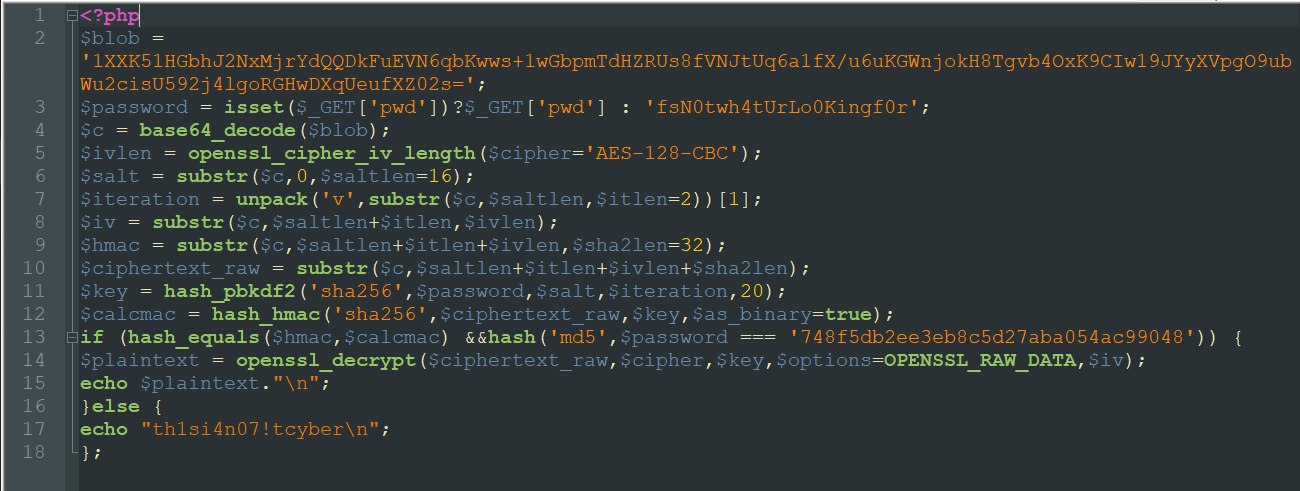 1 <?php
2 $blob =
'1XXK51HGbhJ2NxMjrYdQQDkFuEVN6qbKwws+1wGbpmTdHZRUs8fVNJtUq6a1fX/u6uKGWnjokH8Tgvb4OxK9CIw19JYyXVpgO9ub
Wu2cisU592j4lgoRGHwDXqUeufXZ02s=';
3 $password = isset($_GET['pwd'])?$_GET['pwd'] : 'fsN0twh4tUrLo0Kingf0r';
4 $c = base64_decode($blob);
5 $ivlen = openssl_cipher_iv_length($cipher='AES-128-CBC');
6 $salt = substr($c,0,$saltlen=16);
7 $iteration = unpack('v',substr($c,$saltlen,$itlen=2))[1];
8 $iv = substr($c,$saltlen+$itlen,$ivlen);
9 $hmac = substr($c,$saltlen+$itlen+$ivlen,$sha2len=32);
10 $ciphertext_raw = substr($c,$saltlen+$itlen+$ivlen+$sha2len);
11 $key = hash_pbkdf2('sha256',$password,$salt,$iteration,20);
12 $calcmac = hash_hmac('sha256',$ciphertext_raw,$key,$as_binary=true);
13 if (hash_equals($hmac,$calcmac) &&hash('md5',$password === '748f5db2ee3eb8c5d27aba054ac99048')) {
14 $plaintext = openssl_decrypt($ciphertext_raw,$cipher,$key,$options=OPENSSL_RAW_DATA,$iv);
15 echo $plaintext."\n";
16 }else {
17 echo "th1si4n07!tcyber\n";
18 };